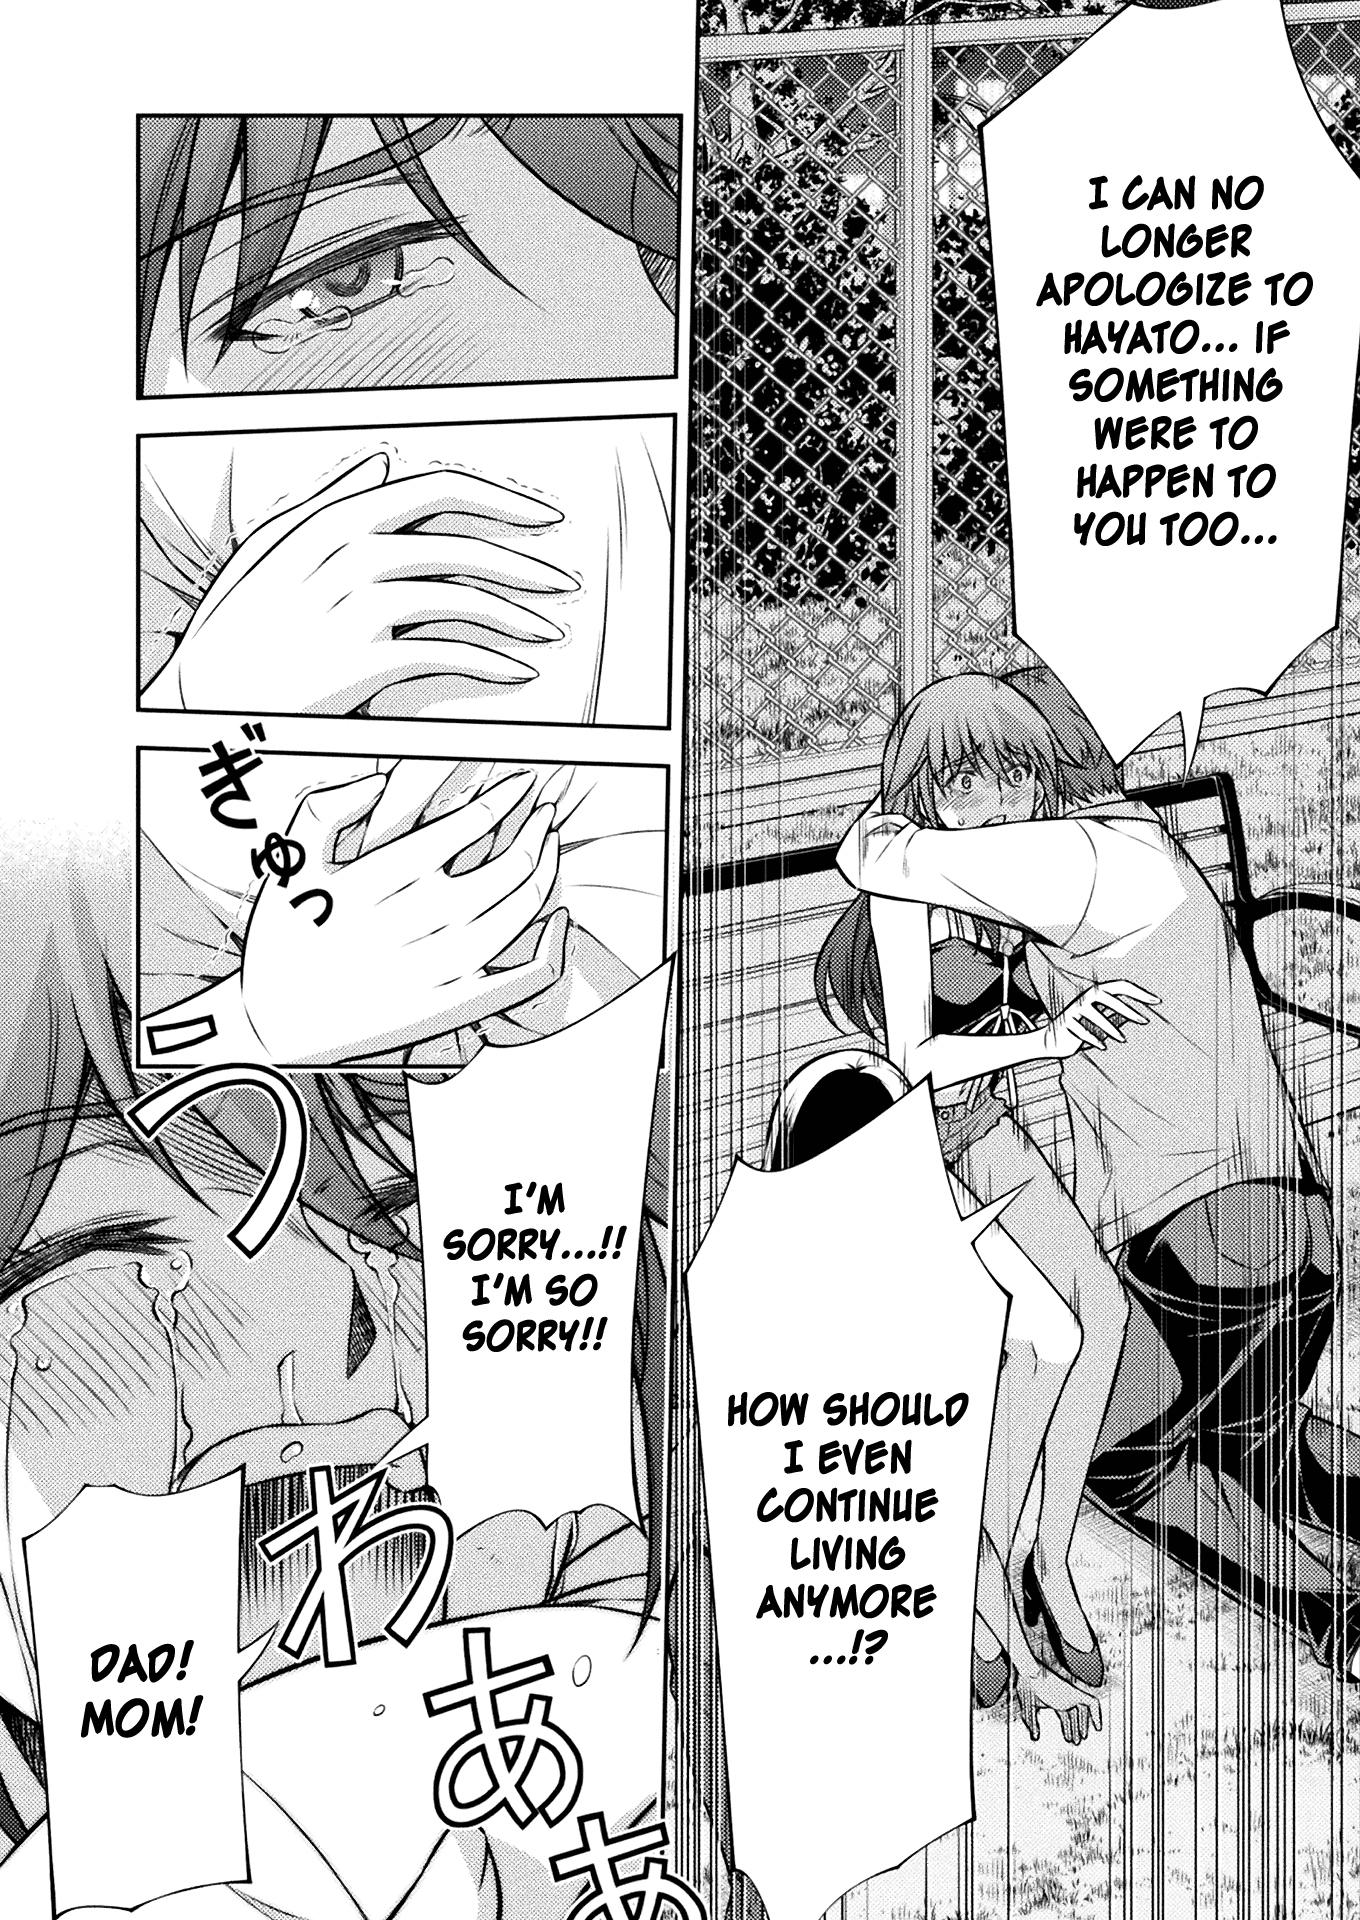 I CAN NO
LONGER
APOLOGIZE TO
HAYATO... IF
SOMETHING
WERE TO
HAPPEN TO
YOU TOO...
HOW SHOULD
I EVEN
CONTINUE
LIVING
ANYMORE
...!?
ぎゅっ
I'M
SORRY...!!
I'M SO
SORRY!!
DAD!
MOM!
うわああ